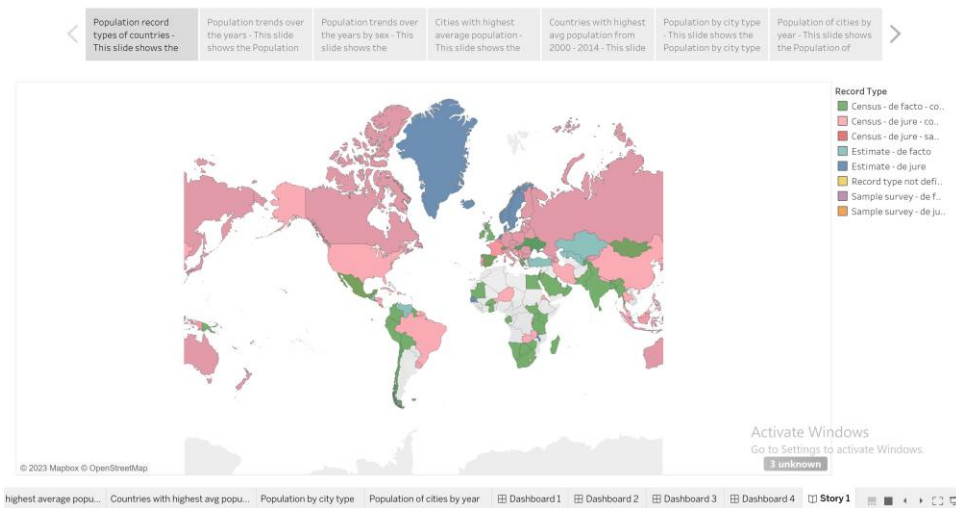 Population record
types of countries -
This slide shows the
Population trends over
the years - This slide
shows the Population
Population trends over
the years by sex - This
slide shows the
Cities with highest
average population -
This slide shows the
Countries with highest
avg population from
2000 - 2014 - This slide
Population by city type
- This slide shows the
Population by city type
Population of cities by
year - This slide shows
the Population of
Record Type
Census - de facto - co..
Census - de jure - co..
Census - de jure - sa..
Estimate - de facto
Estimate - de jure
Record type not defi..
Sample survey - de f..
Sample survey - de ju..
Activate Windows
Go to Settings to activate Windows.
3 unknown
© 2023 Mapbox © OpenStreetMap
highest average popu... Countries with highest avg popu... Population by city type Population of cities by year Dashboard 1 Dashboard 2 Dashboard 3 Dashboard 4 Story 1